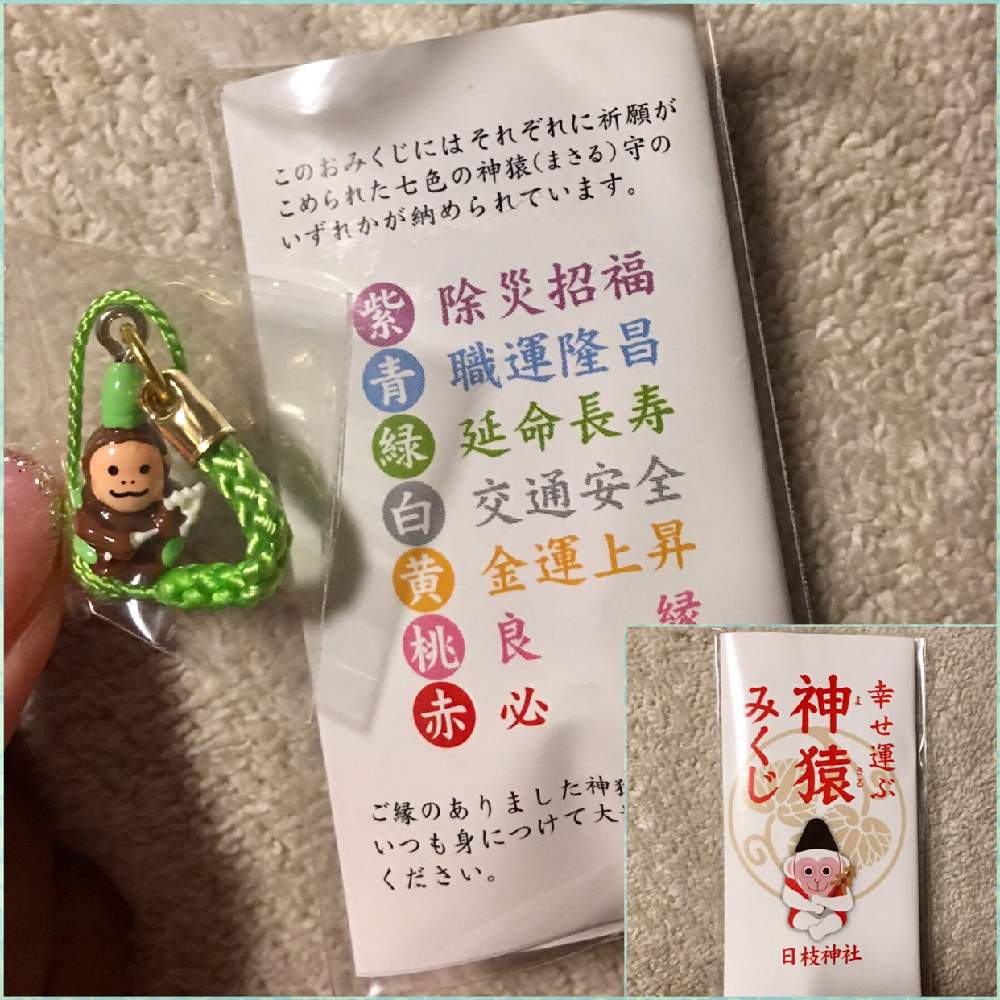 このおみくじにはそれぞれに祈願が
こめられた七色の神猿(まさる)守の
いずれかが納められています。
紫 除災招福
青 職運隆昌
緑 延命長寿
白 交通安全
黄 金運上昇
桃 良 縁
赤 必
ご縁のありました神猿
いつも身につけて大
ください。
幸せ運ぶ
神猿
まさる
みくじ
日枝神社